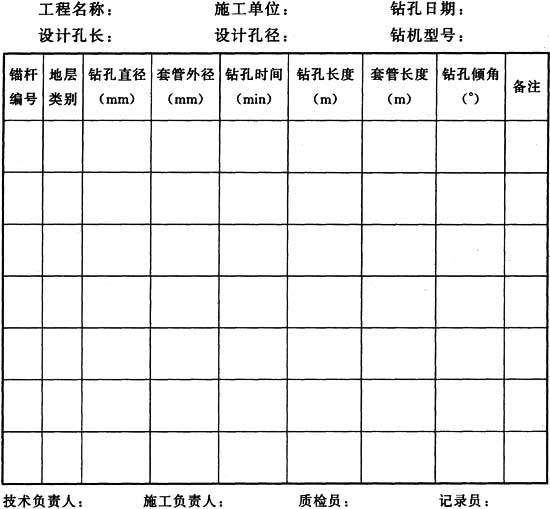 工程名称： 施工单位： 钻孔日期：
设计孔长： 设计孔径： 钻机型号：
锚杆编号 地层类别 钻孔直径（mm） 套管外径（mm） 钻孔时间（min） 钻孔长度（m） 套管长度（m） 钻孔倾角（°） 备注
技术负责人： 施工负责人： 质检员： 记录员：